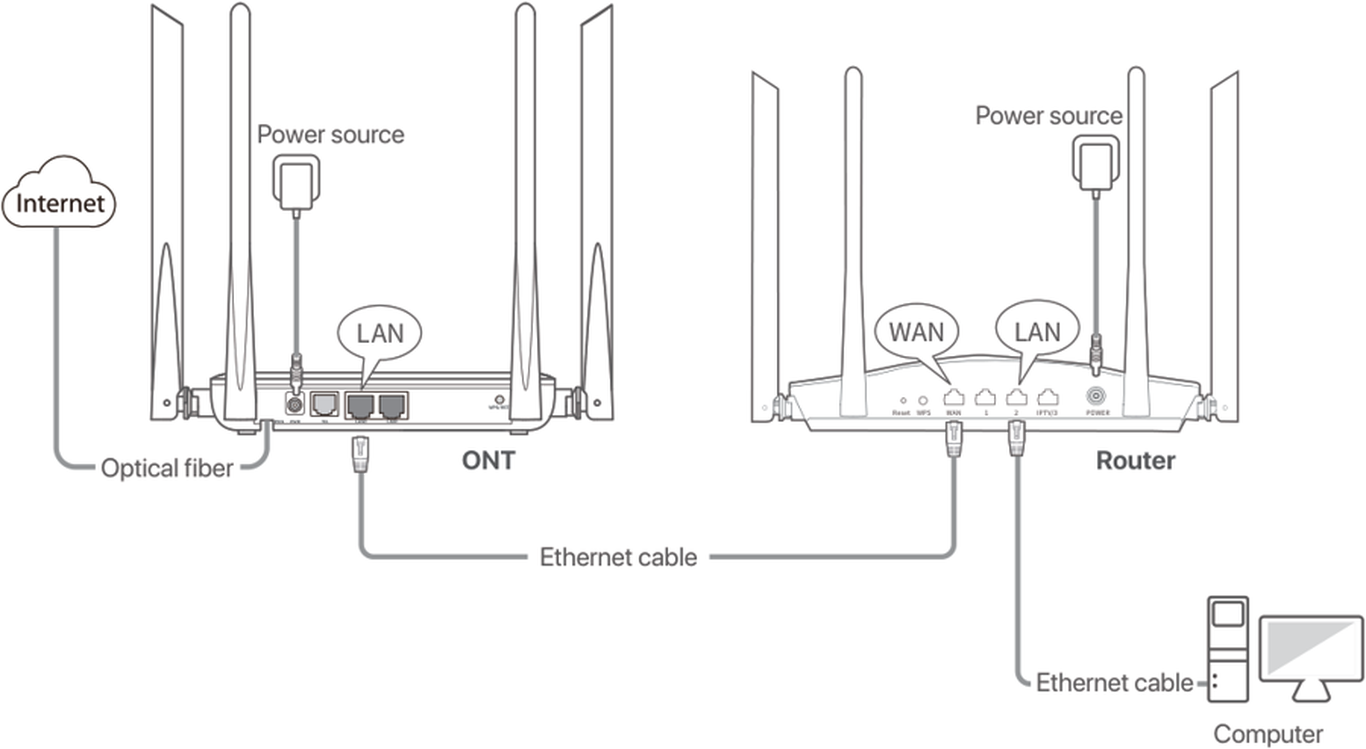 Power source
Power source
Internet
LAN
WAN
LAN
Reset
WPS
WAN
1
2
IPTV/3
POWER
Optical fiber
ONT
Router
Ethernet cable
Ethernet cable
Computer